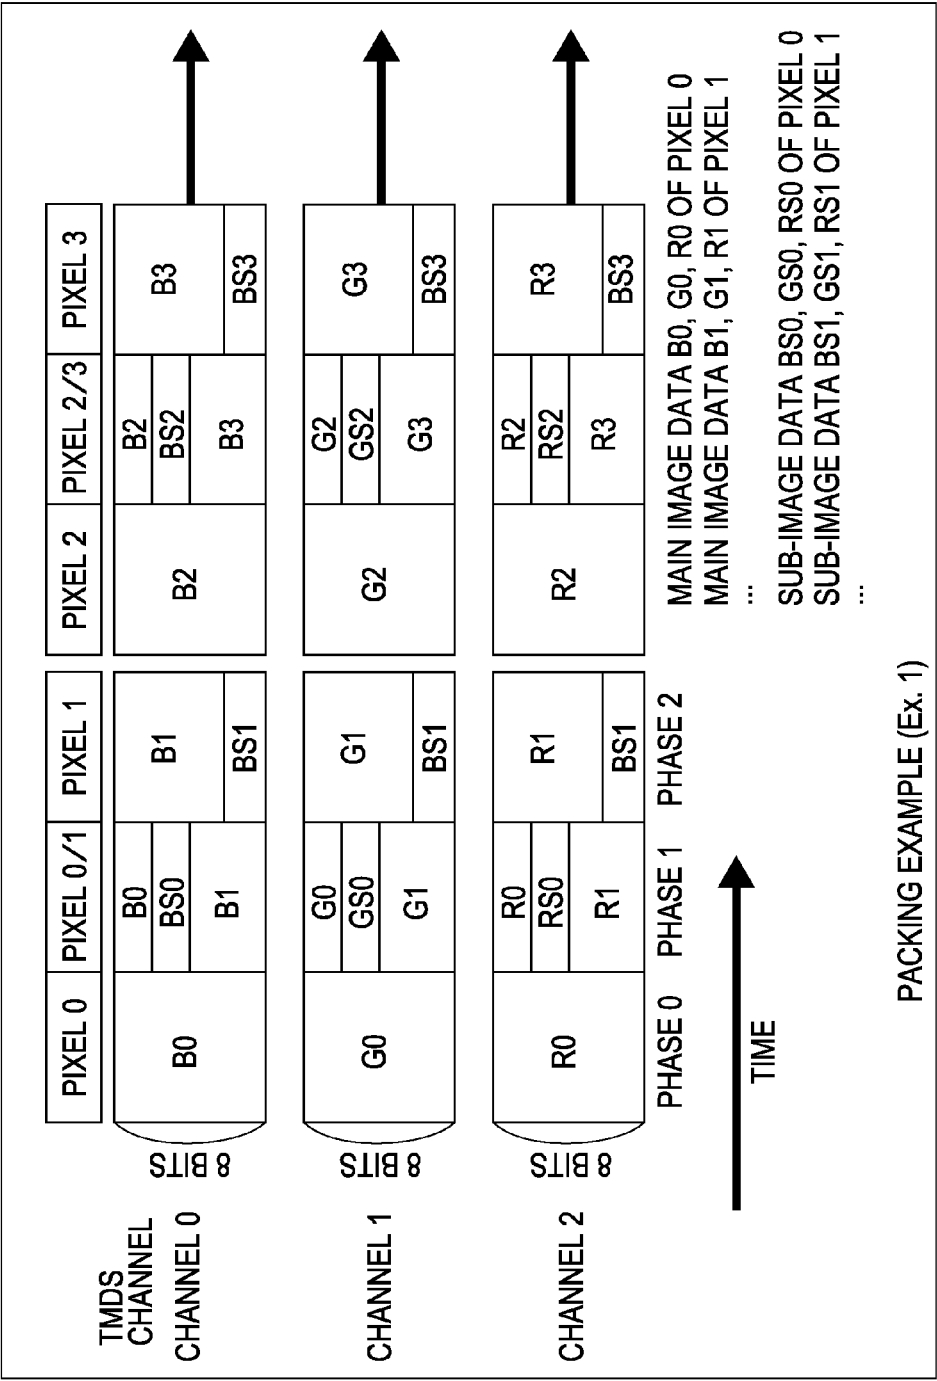 TMDS
CHANNEL
PIXEL 0
PIXEL 0/1
PIXEL 1
PIXEL 2
PIXEL 2/3
PIXEL 3
CHANNEL 0
8 BITS
B0
B0
BS0
B1
B1
BS1
B2
B2
BS2
B3
B3
BS3
CHANNEL 1
8 BITS
G0
G0
GS0
G1
G1
BS1
G2
G2
GS2
G3
G3
BS3
CHANNEL 2
8 BITS
R0
R0
RS0
R1
R1
BS1
R2
R2
RS2
R3
R3
BS3
PHASE 0
PHASE 1
PHASE 2
TIME
MAIN IMAGE DATA B0, G0, R0 OF PIXEL 0
MAIN IMAGE DATA B1, G1, R1 OF PIXEL 1
...
SUB-IMAGE DATA BS0, GS0, RS0 OF PIXEL 0
SUB-IMAGE DATA BS1, GS1, RS1 OF PIXEL 1
...
PACKING EXAMPLE (Ex. 1)